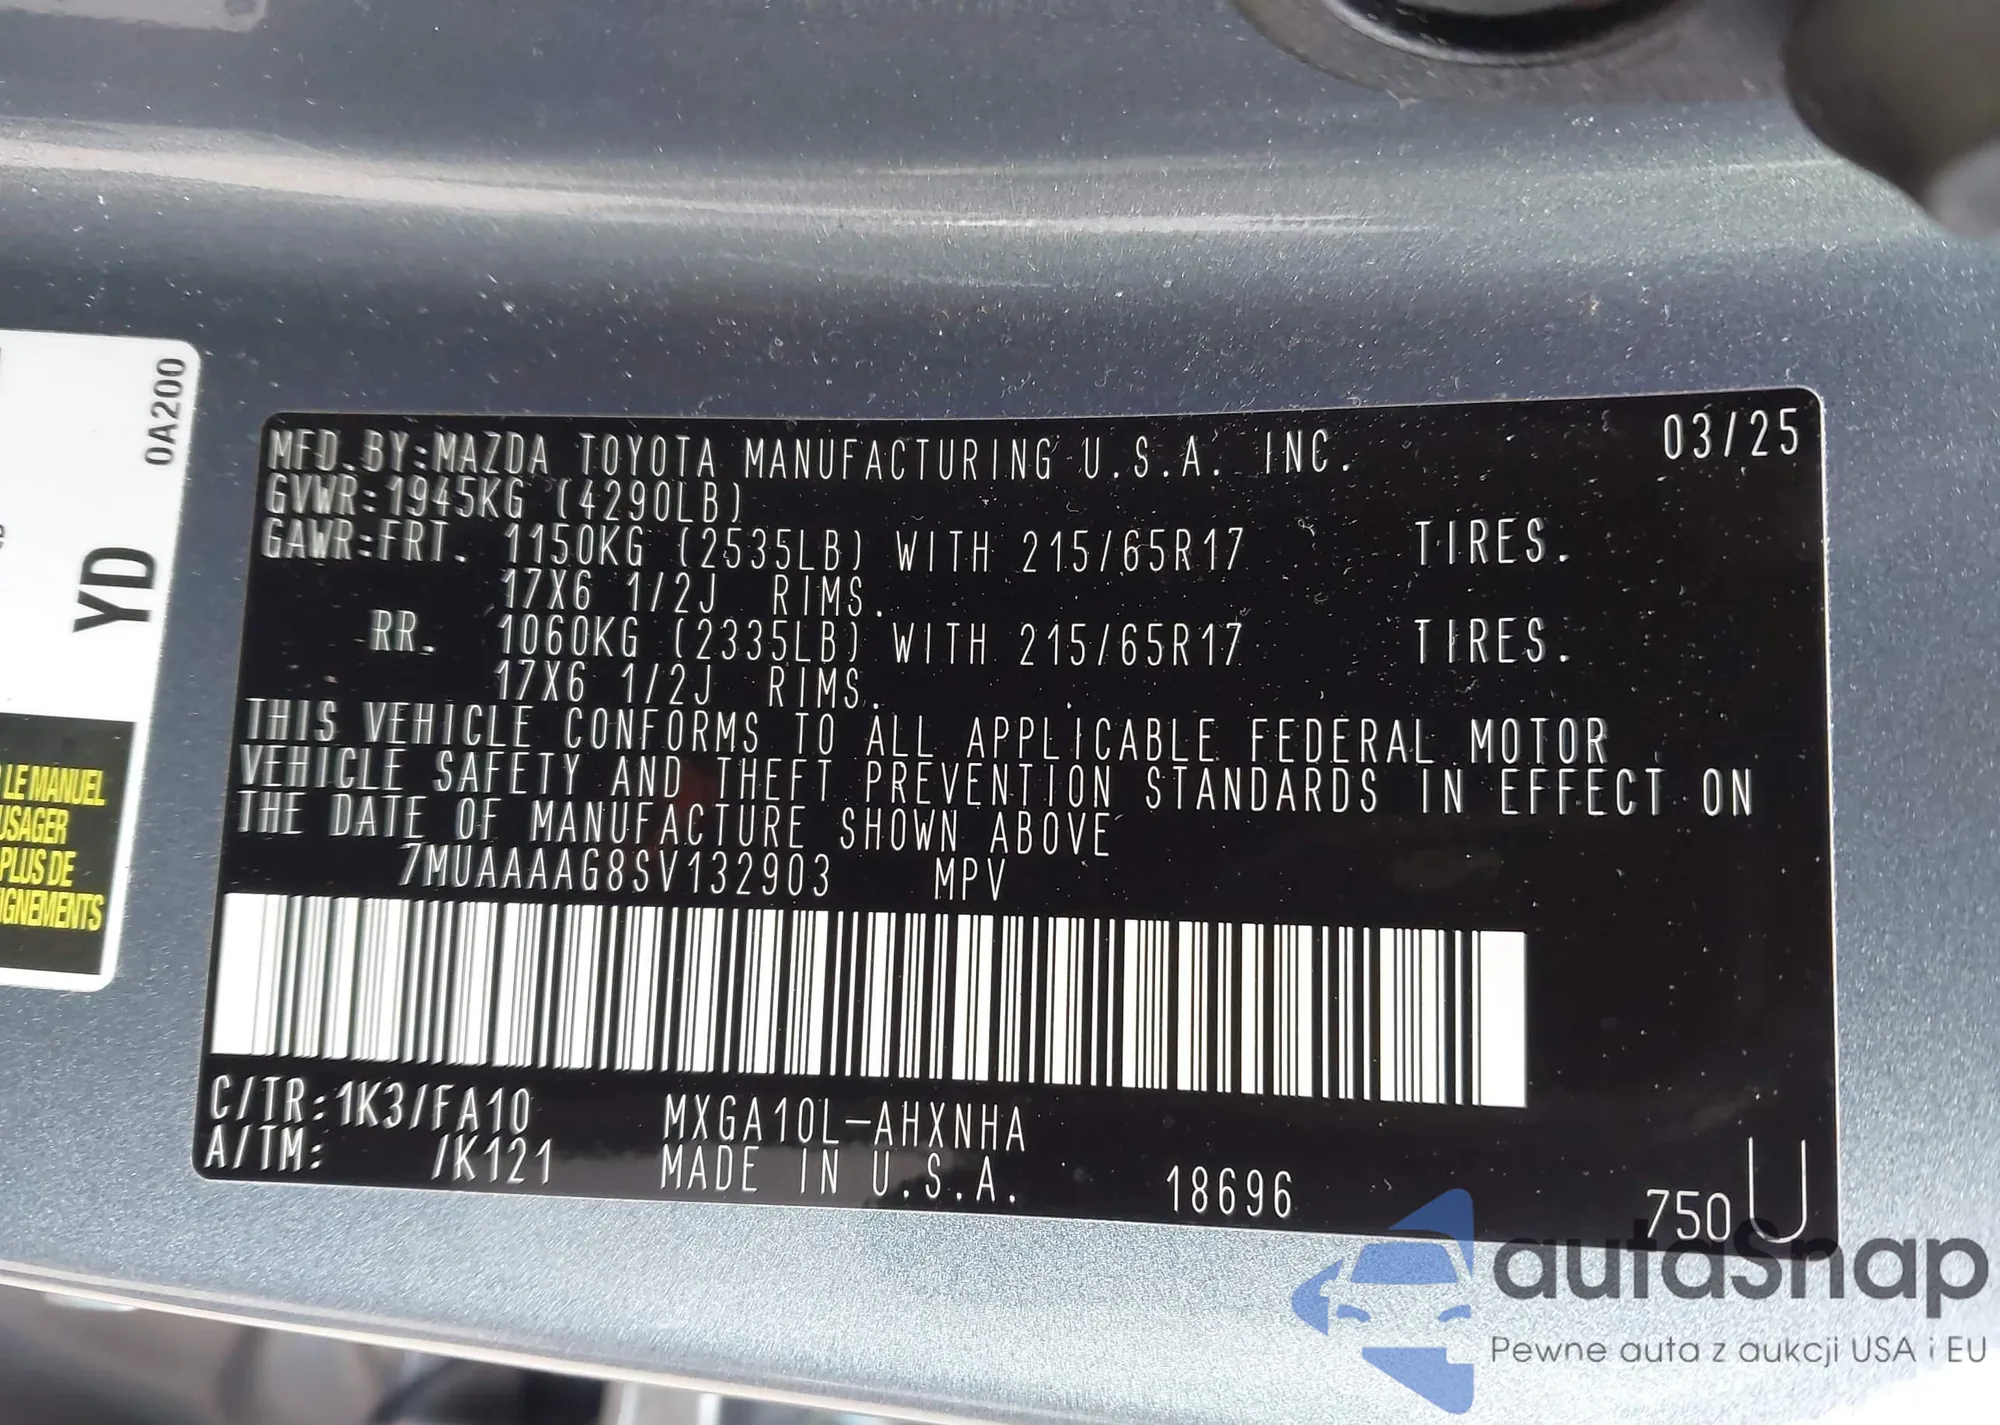 0A200
YD
LE MANUEL
USAGER
PLUS DE
IGNEMENTS
MFD.BY:MAZDA TOYOTA MANUFACTURING U.S.A. INC. 03/25
GVWR:1945KG (4290LB)
GAWR:FRT. 1150KG (2535LB) WITH 215/65R17 TIRES.
17X6 1/2J RIMS.
RR. 1060KG (2335LB) WITH 215/65R17 TIRES.
17X6 1/2J RIMS.
THIS VEHICLE CONFORMS TO ALL APPLICABLE FEDERAL MOTOR
VEHICLE SAFETY AND THEFT PREVENTION STANDARDS IN EFFECT ON
THE DATE OF MANUFACTURE SHOWN ABOVE
7MUAAAAG8SV132903 MPV
C/TR:1K3/FA10 MXGA10L-AHXNHA
A/TM: /K121 MADE IN U.S.A. 18696 750U
autaSnap
Pewne auta z aukcji USA i EU